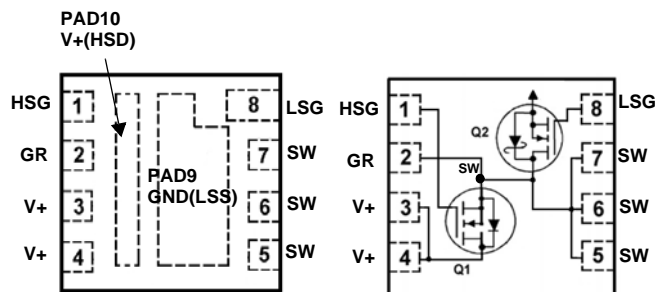 PAD10
V+(HSD)
HSG 1 8 LSG
GR 2 7 SW
PAD9
GND(LSS)
V+ 3 6 SW
V+ 4 5 SW
HSG 1 8 LSG
Q2
GR 2 7 SW
SW
V+ 3 6 SW
V+ 4 5 SW
Q1